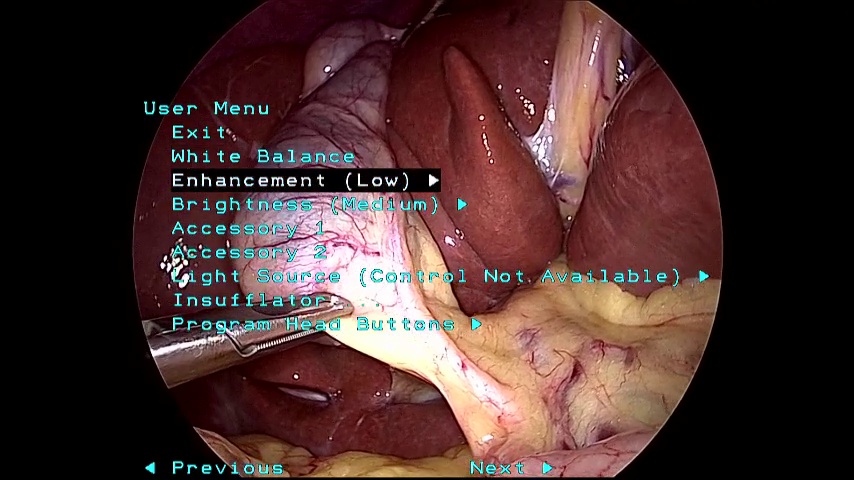 User Menu
Exit
White Balance
Enhancement (Low) ▶
Brightness (Medium) ▶
Accessory 1
Accessory 2
Light Source (Control Not Available) ▶
Insufflator....
Program Head Buttons ▶
◀ Previous Next ▶